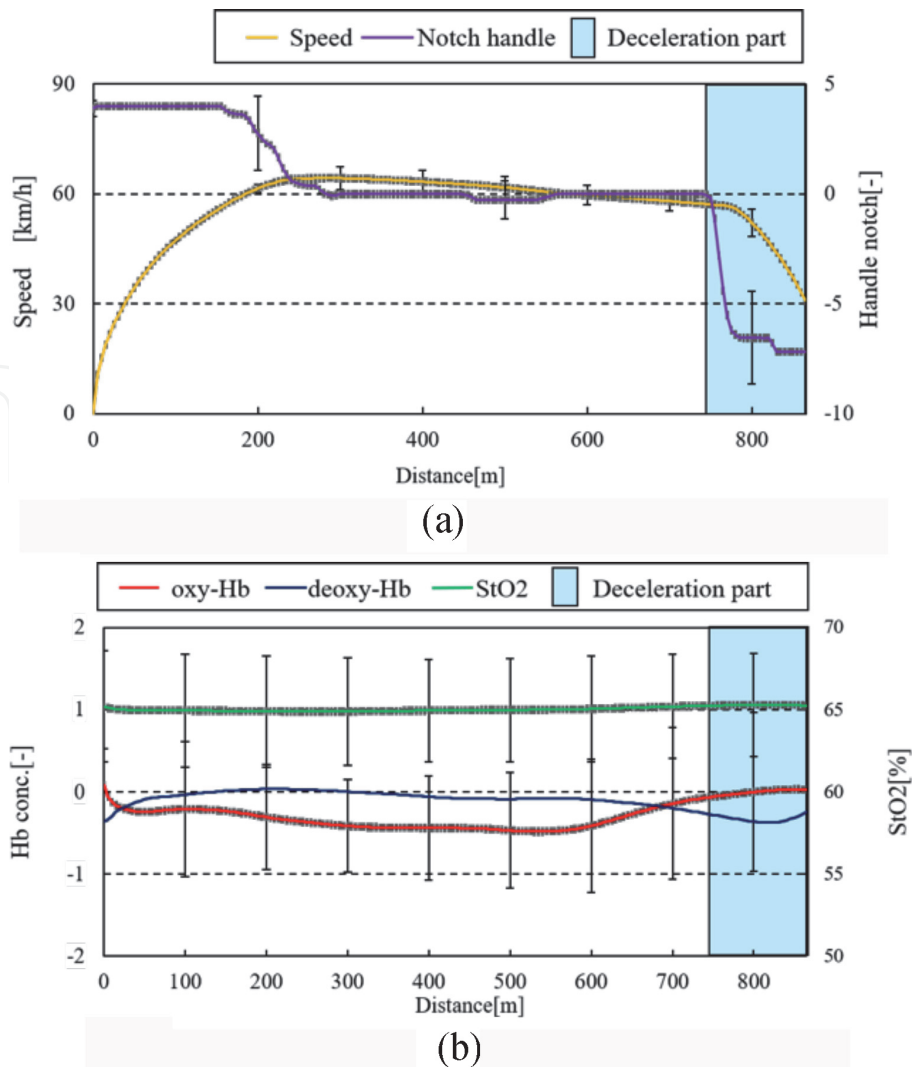 Speed Notch handle Deceleration part
90 5
60 0
30 -5
0 -10
Speed [km/h]
Handle notch[-]
0 200 400 600 800
Distance[m]
(a)
oxy-Hb deoxy-Hb StO2 Deceleration part
2 70
1 65
0 60
-1 55
-2 50
Hb conc.[-]
StO2[%]
0 100 200 300 400 500 600 700 800
Distance[m]
(b)